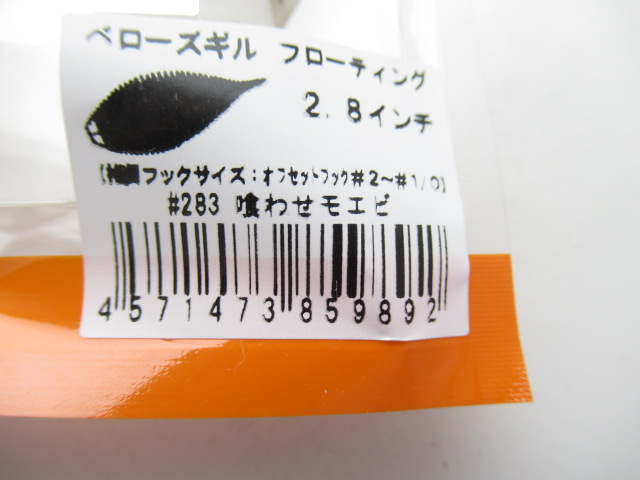 ベローズギル フローティング
2.8インチ
フックサイズ:オフセットフック#2〜#1/0】
#283 喰わせモエビ
4571473859892